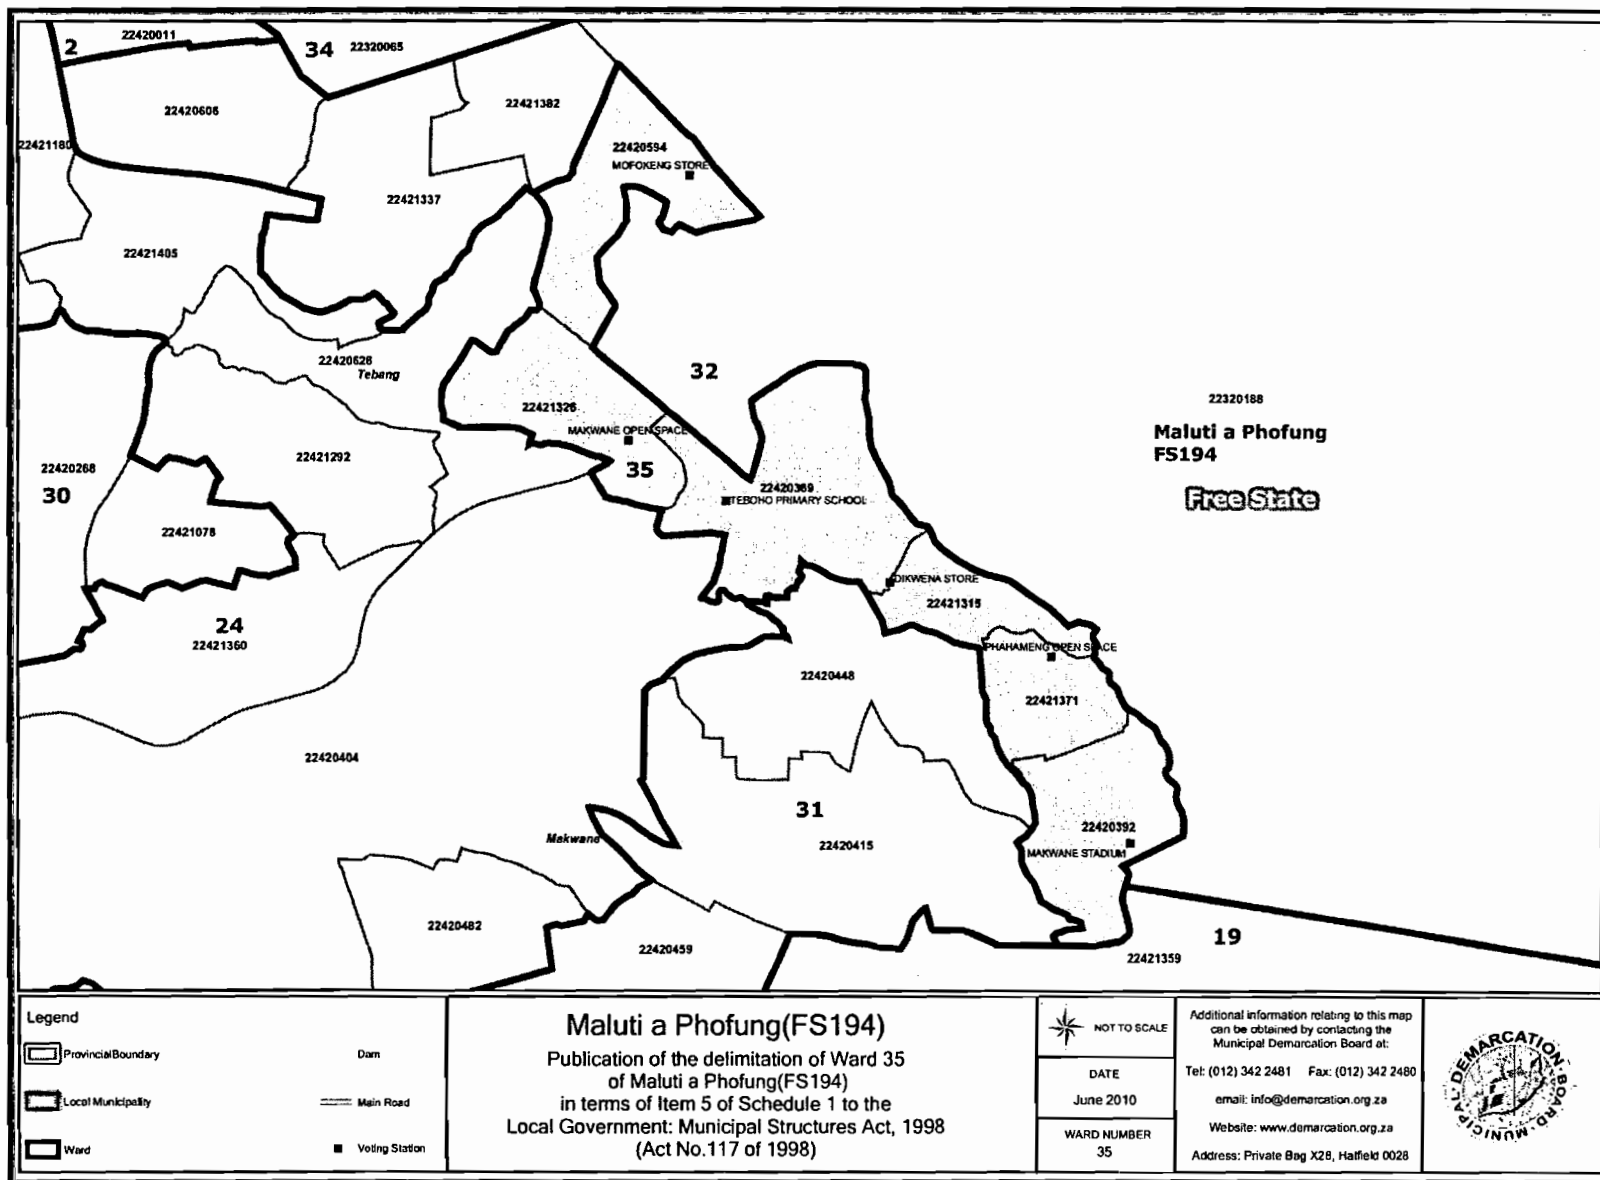 2
22420011
34
22320065
22420606
22421382
22421180
22420594
MOFOKENG STORE
22421337
22421405
22420626
Tebang
32
22320188
22421326
MAKWANE OPEN SPACE
Maluti a Phofung
FS194
22420268
30
22421292
35
22420369
TEBOHO PRIMARY SCHOOL
Free State
22421078
DIKWENA STORE
22421315
24
22421360
PHAHAMENG OPEN SPACE
22420448
22421371
22420404
31
22420415
Makwane
22420392
MAKWANE STADIUM
22420482
22420459
19
22421359
Legend
Provincial Boundary
Local Municipality
Ward
Dam
Main Road
Voting Station
Maluti a Phofung(FS194)
Publication of the delimitation of Ward 35
of Maluti a Phofung(FS194)
in terms of Item 5 of Schedule 1 to the
Local Government: Municipal Structures Act, 1998
(Act No.117 of 1998)
NOT TO SCALE
DATE
June 2010
WARD NUMBER
35
Additional information relating to this map
can be obtained by contacting the
Municipal Demarcation Board at:
Tel: (012) 342 2481 Fax: (012) 342 2480
email: info@demarcation.org.za
Website: www.demarcation.org.za
Address: Private Bag X28, Hatfield 0028
MUNICIPAL DEMARCATION BOARD